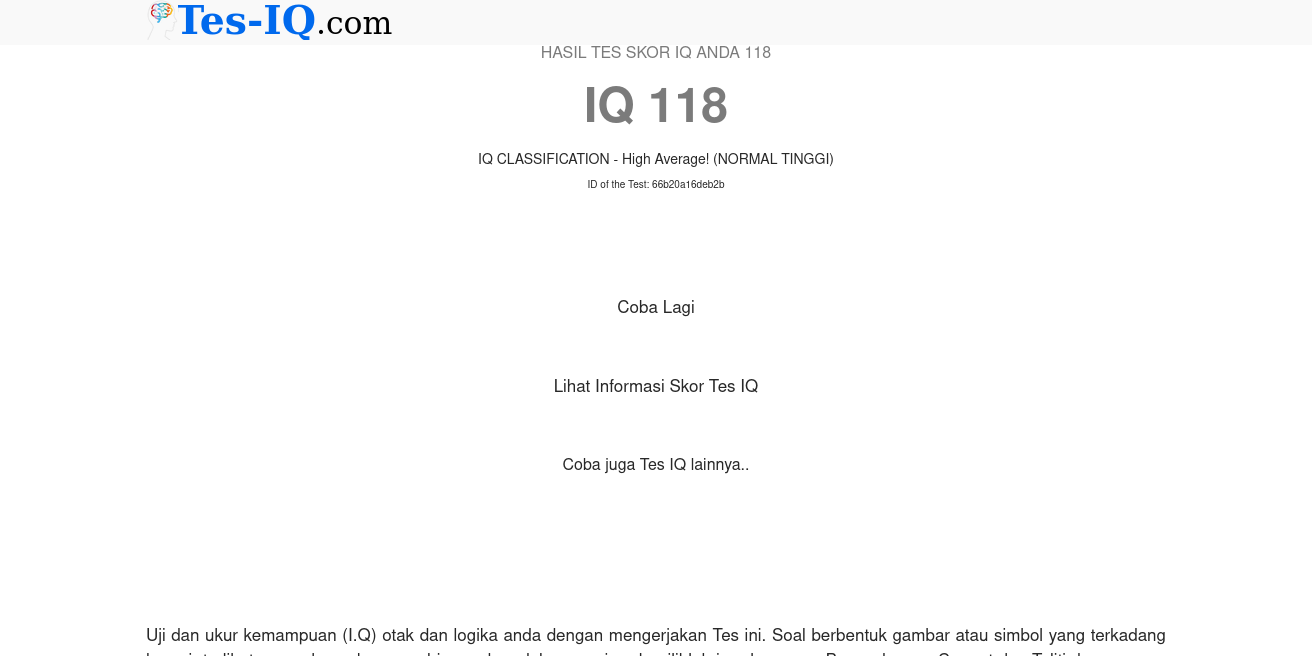 Tes-IQ.com
HASIL TES SKOR IQ ANDA 118
IQ 118
IQ CLASSIFICATION - High Average! (NORMAL TINGGI)
ID of the Test: 66b20a16deb2b
Coba Lagi
Lihat Informasi Skor Tes IQ
Coba juga Tes IQ lainnya..
Uji dan ukur kemampuan (I.Q) otak dan logika anda dengan mengerjakan Tes ini. Soal berbentuk gambar atau simbol yang terkadang